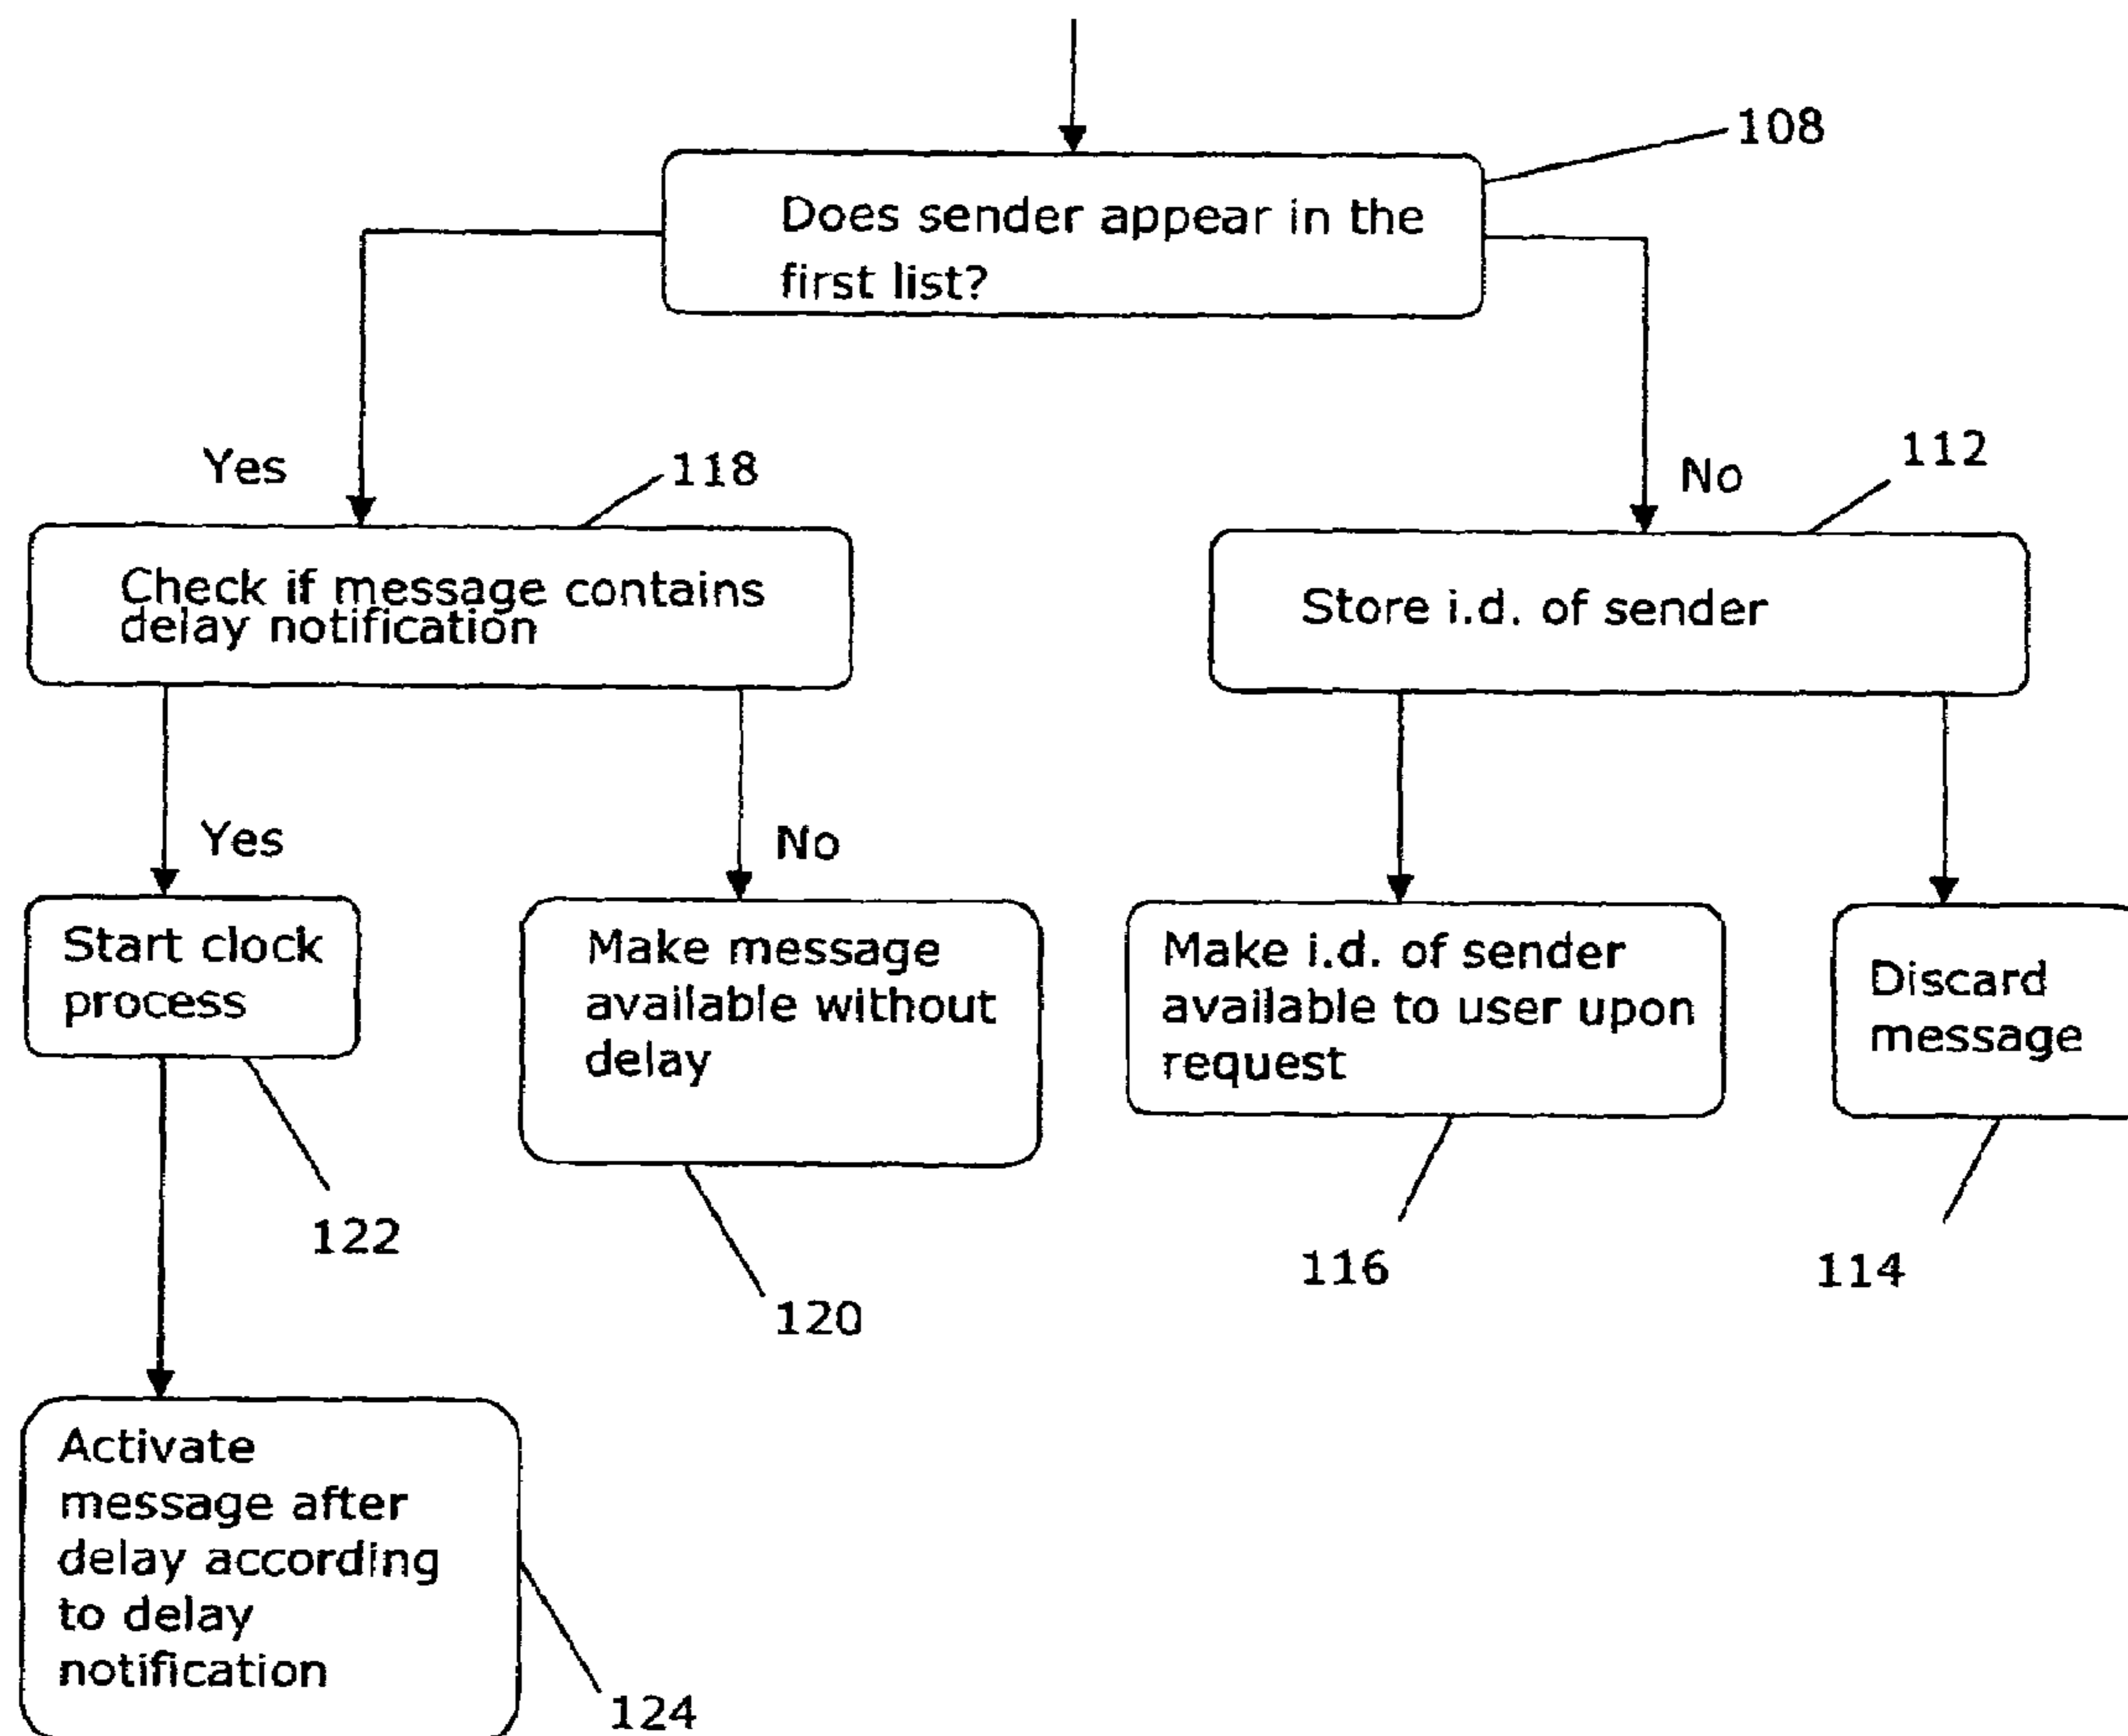 108
Does sender appear in the
first list?
Yes
118
No
112
Check if message contains
delay notification
Store i.d. of sender
Yes
No
Start clock
process
Make message
available without
delay
Make i.d. of sender
available to user upon
request
Discard
message
122
120
116
114
Activate
message after
delay according
to delay
notification
124